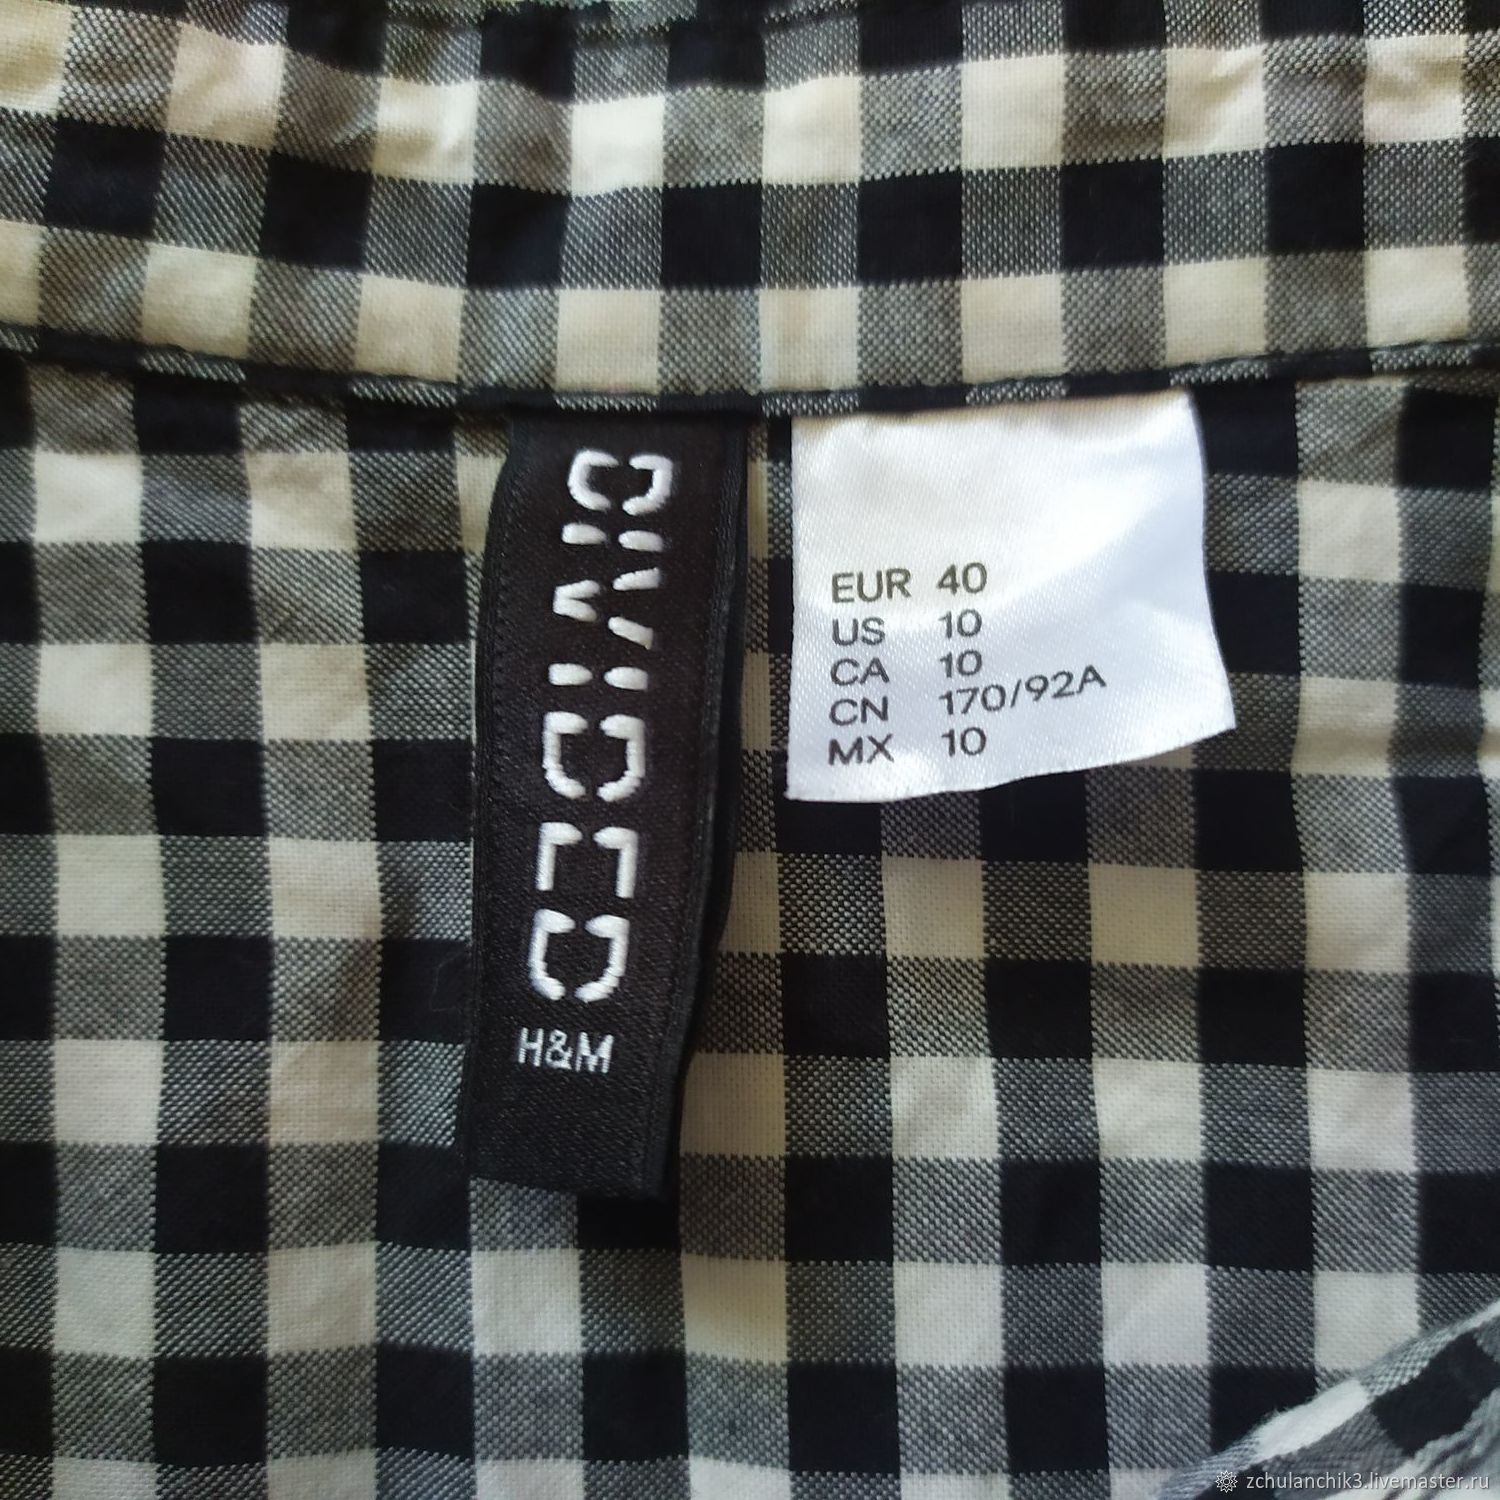 DIVIDED
H&M
EUR 40
US 10
CA 10
CN 170/92A
MX 10
zchulanchik3.livemaster.ru